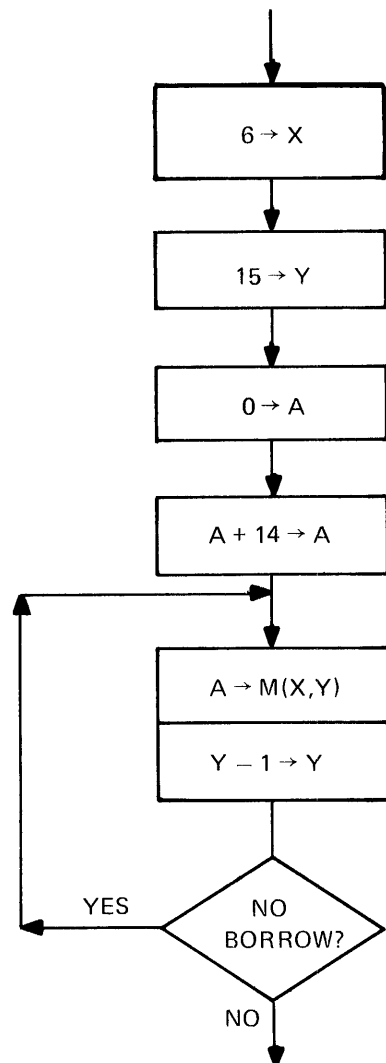 6 → X
15 → Y
0 → A
A + 14 → A
A → M(X,Y)
Y – 1 → Y
YES
NO
BORROW?
NO